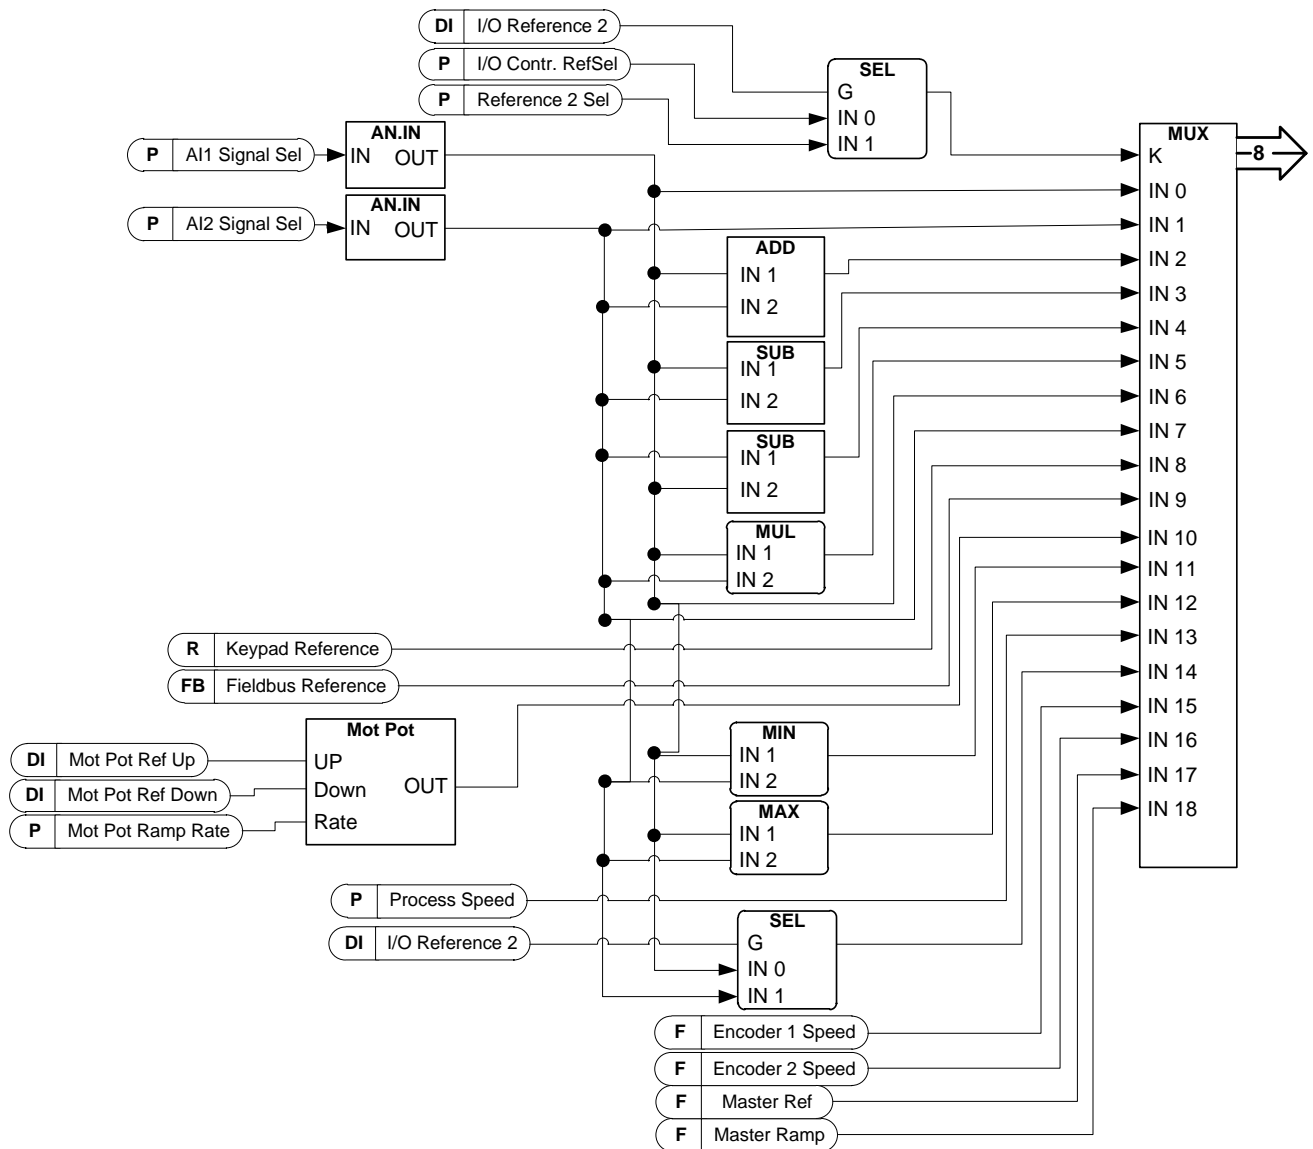 DI I/O Reference 2
P I/O Contr. RefSel
P Reference 2 Sel
SEL
G
IN 0
IN 1
P AI1 Signal Sel
AN.IN
IN OUT
P AI2 Signal Sel
AN.IN
IN OUT
ADD
IN 1
IN 2
SUB
IN 1
IN 2
SUB
IN 1
IN 2
MUL
IN 1
IN 2
R Keypad Reference
FB Fieldbus Reference
DI Mot Pot Ref Up
DI Mot Pot Ref Down
P Mot Pot Ramp Rate
Mot Pot
UP
Down OUT
Rate
MIN
IN 1
IN 2
MAX
IN 1
IN 2
P Process Speed
DI I/O Reference 2
SEL
G
IN 0
IN 1
F Encoder 1 Speed
F Encoder 2 Speed
F Master Ref
F Master Ramp
MUX
K
IN 0
IN 1
IN 2
IN 3
IN 4
IN 5
IN 6
IN 7
IN 8
IN 9
IN 10
IN 11
IN 12
IN 13
IN 14
IN 15
IN 16
IN 17
IN 18
8